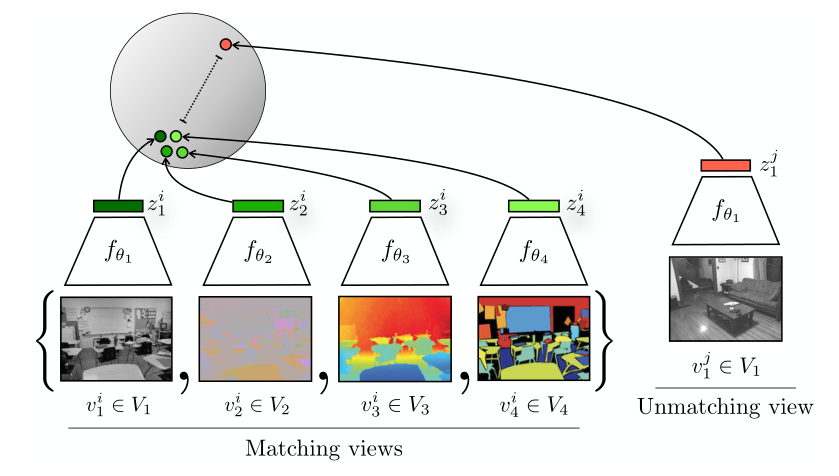 z_1^i z_2^i z_3^i z_4^i z_1^j
f_{θ_1} f_{θ_2} f_{θ_3} f_{θ_4} f_{θ_1}
{ , , , }
v_1^i ∈ V_1 v_2^i ∈ V_2 v_3^i ∈ V_3 v_4^i ∈ V_4 v_1^j ∈ V_1
Matching views
Unmatching view